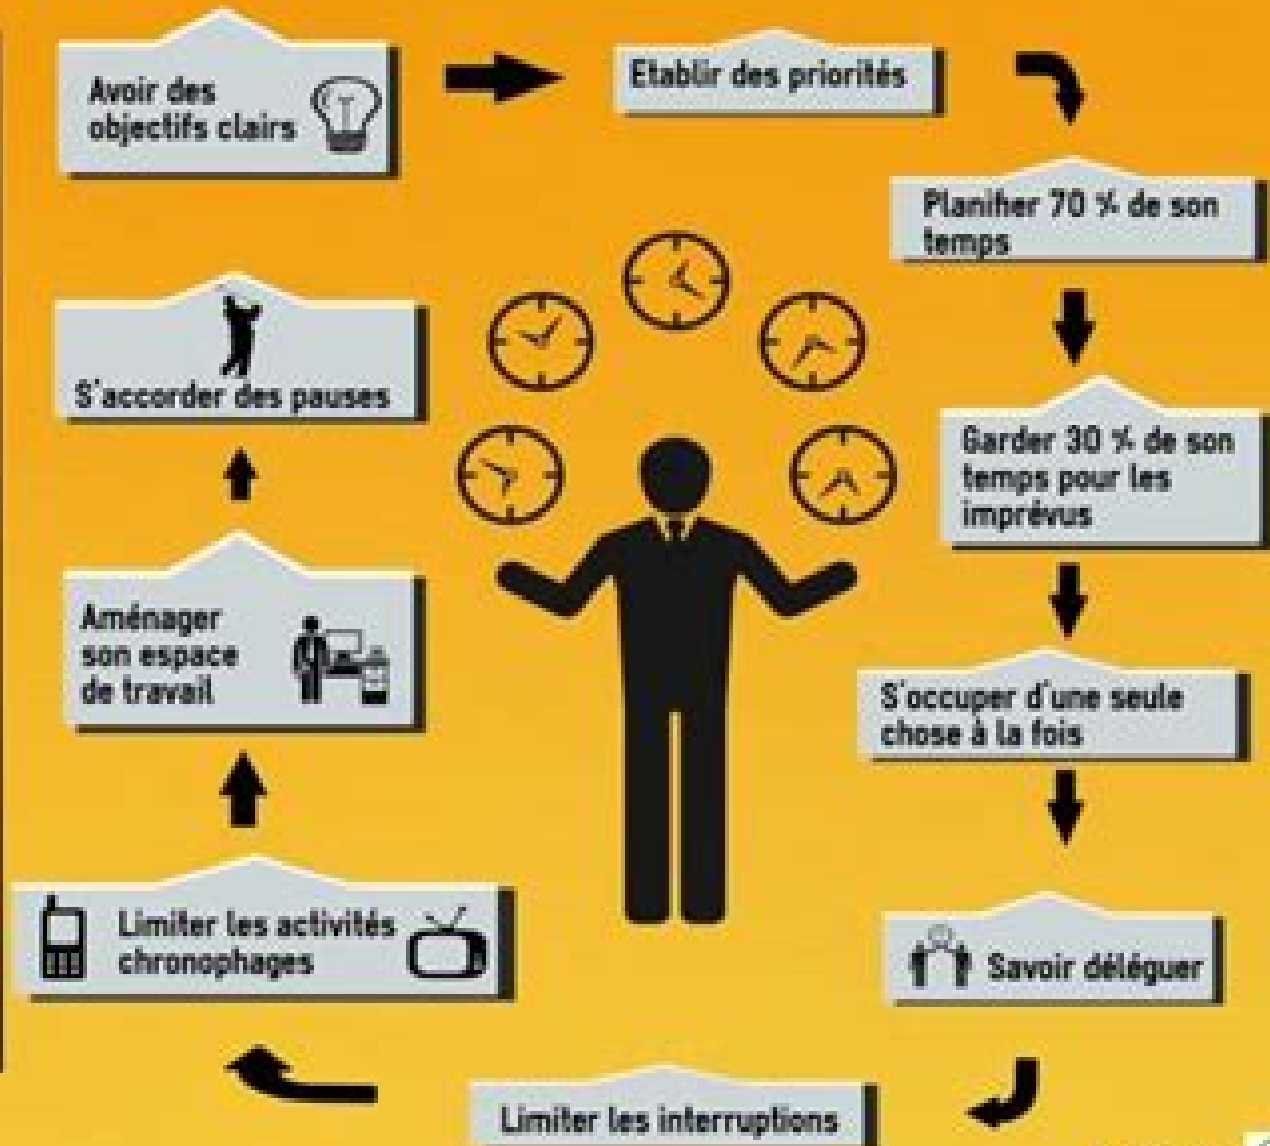 Avoir des
objectifs clairs
Etablir des priorités
Planifier 70 % de son
temps
Garder 30 % de son
temps pour les
imprévus
S'occuper d'une seule
chose à la fois
Savoir déléguer
Limiter les interruptions
Limiter les activités
chronophages
Aménager
son espace
de travail
S'accorder des pauses